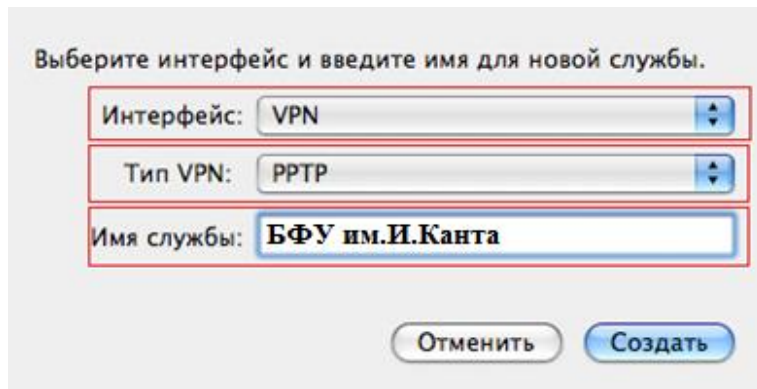 Выберите интерфейс и введите имя для новой службы.
Интерфейс: VPN
Тип VPN: PPTP
Имя службы: БФУ им.И.Канта
Отменить Создать